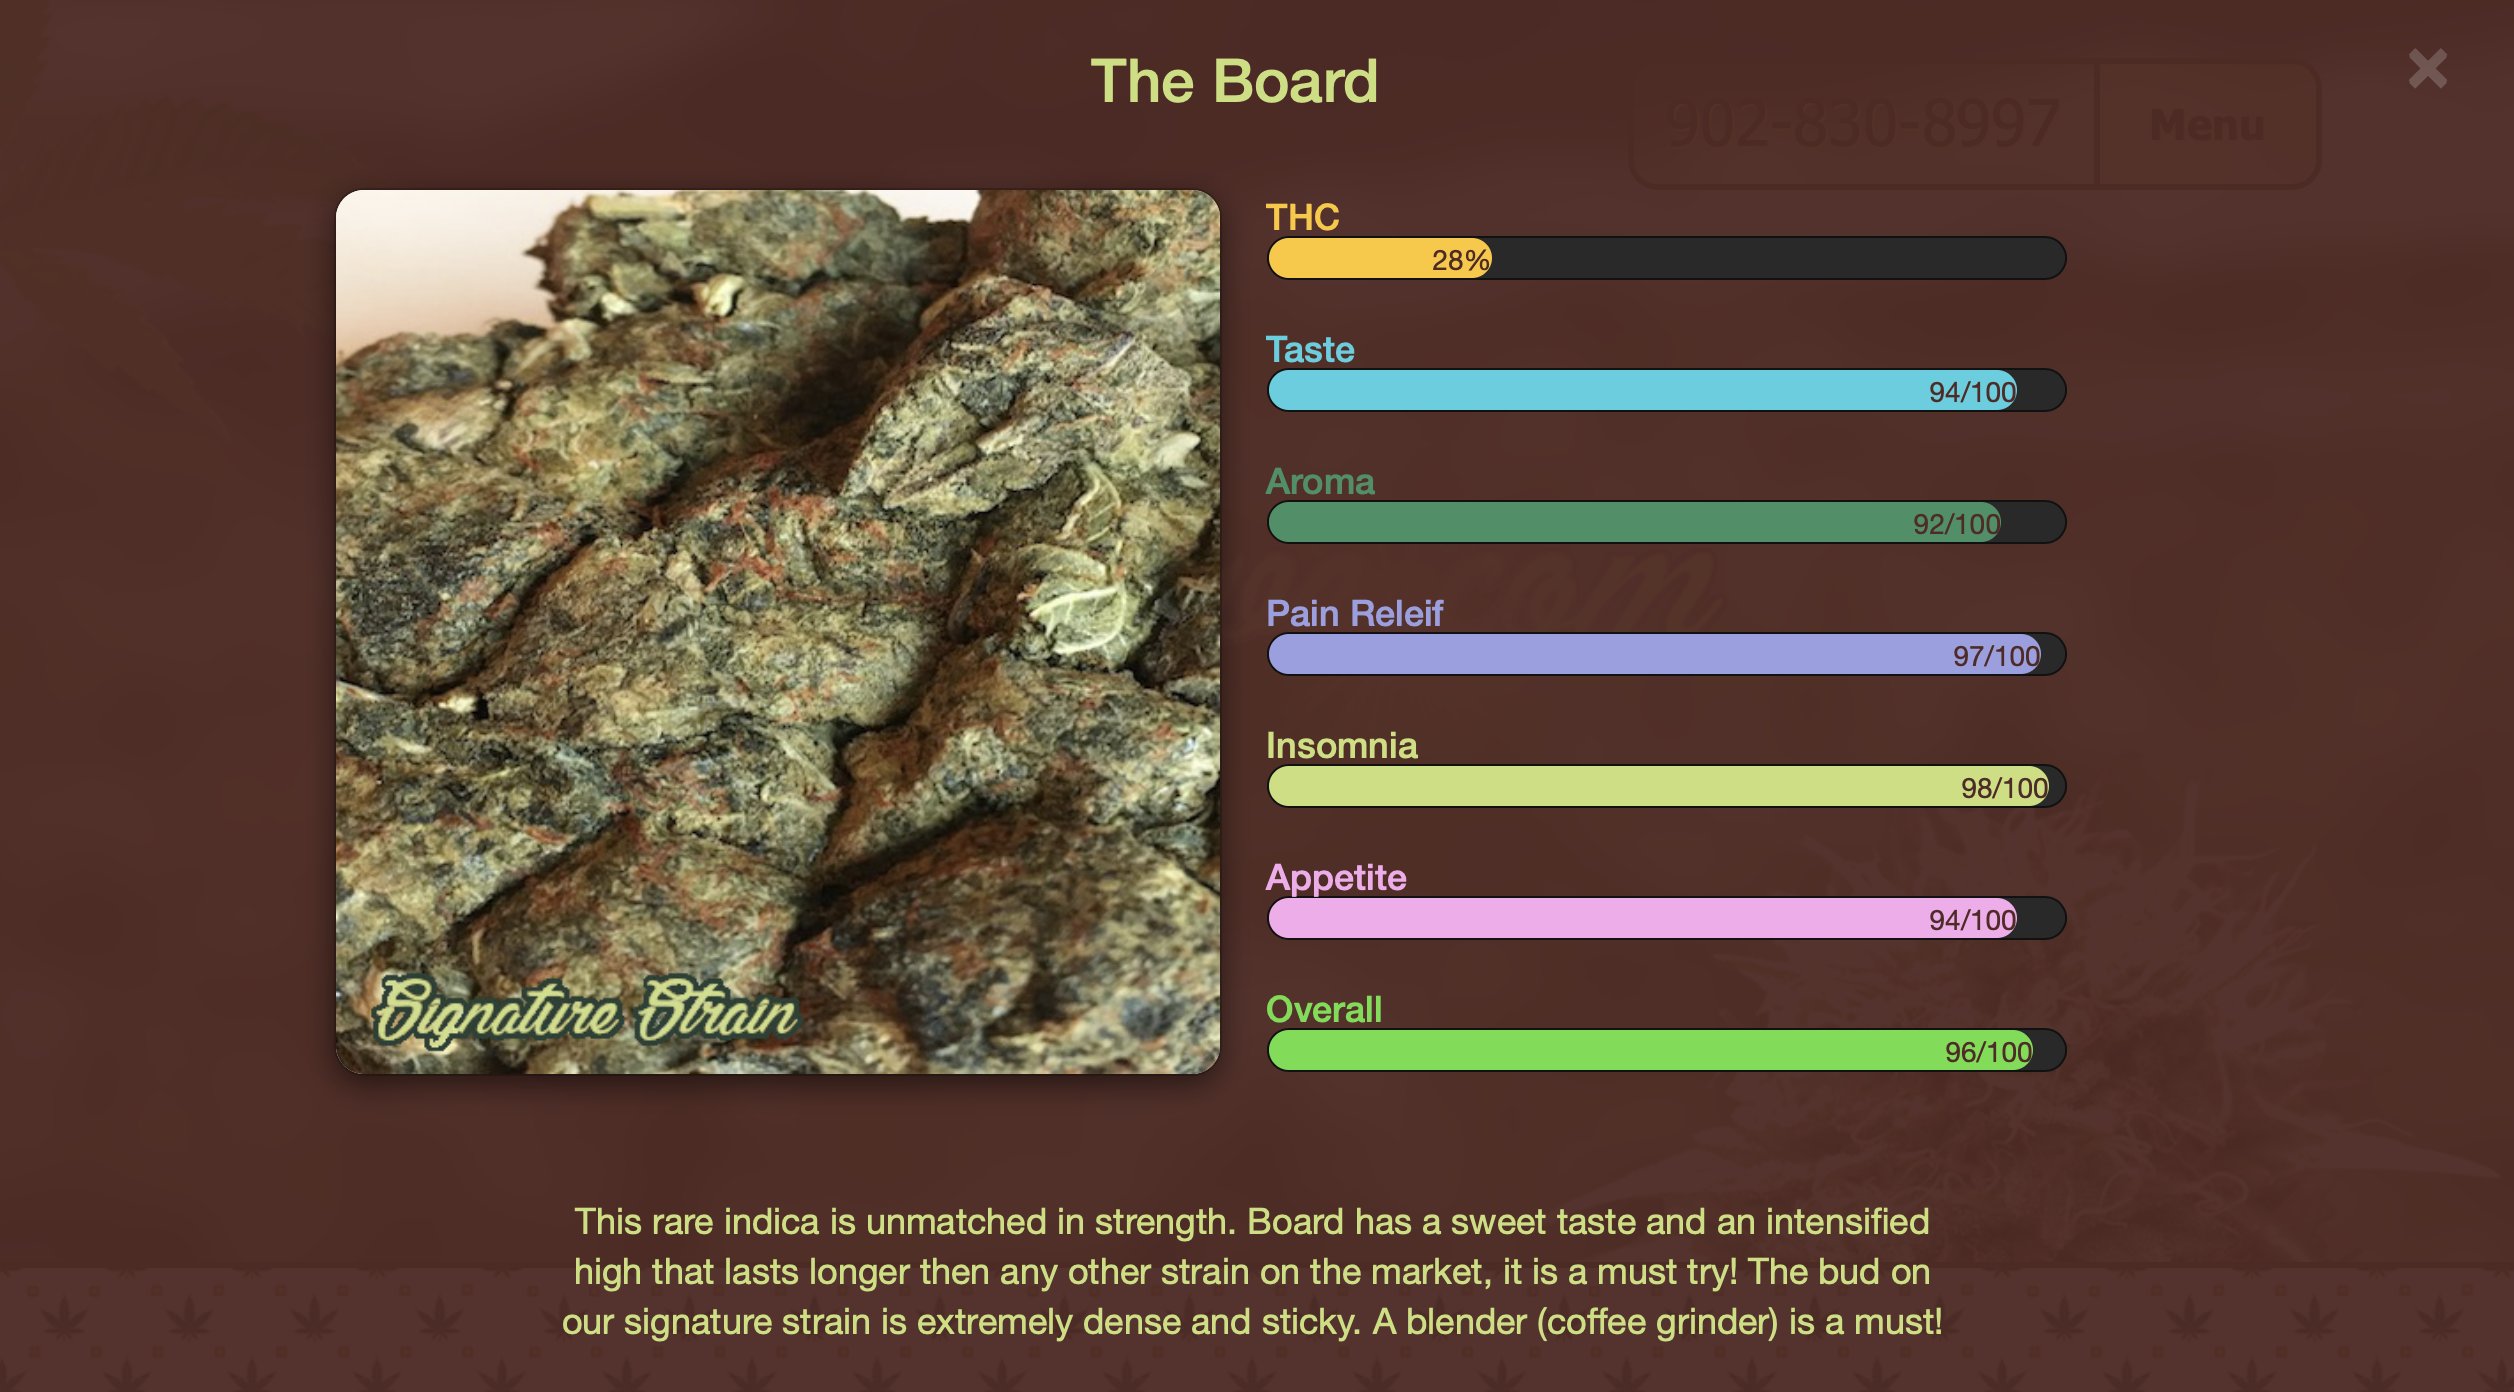 The Board
902-830-8997
Menu
THC
28%
Taste
94/100
Aroma
92/100
Pain Releif
97/100
Insomnia
98/100
Appetite
94/100
Overall
96/100
Signature Strain
This rare indica is unmatched in strength. Board has a sweet taste and an intensified
high that lasts longer then any other strain on the market, it is a must try! The bud on
our signature strain is extremely dense and sticky. A blender (coffee grinder) is a must!